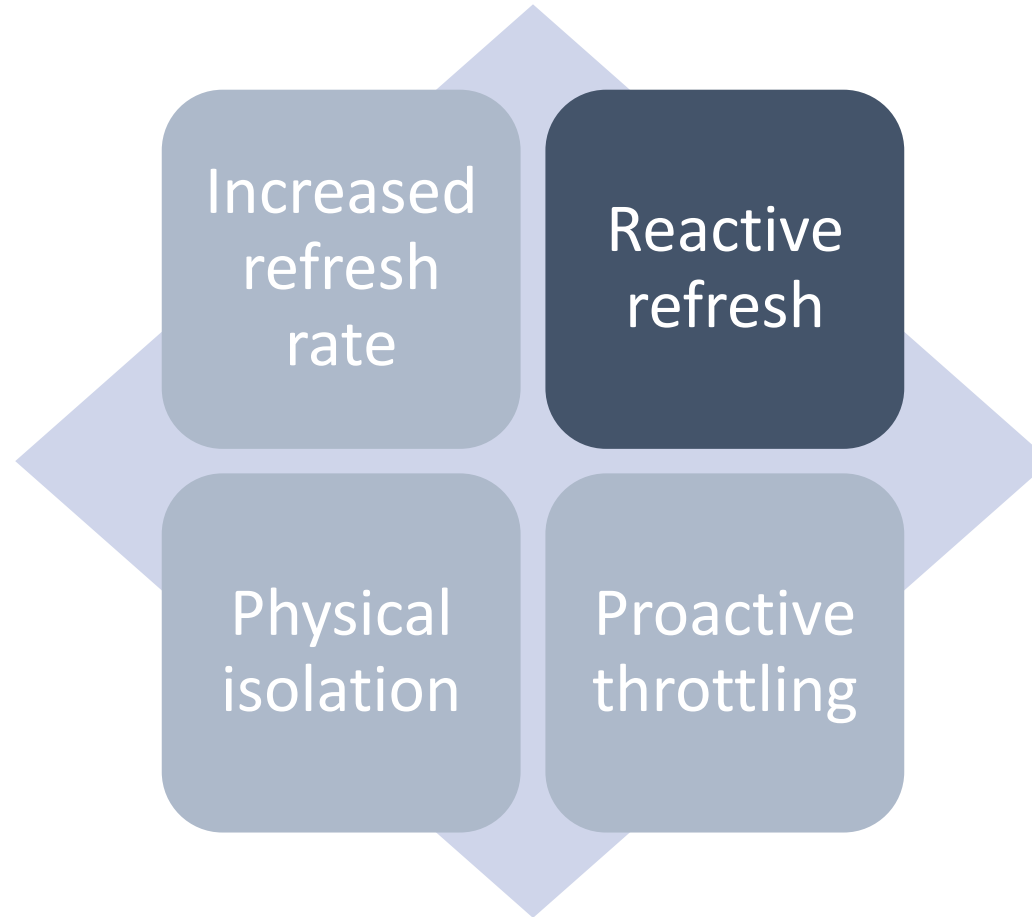 Increased
refresh
rate
Reactive
refresh
Physical
isolation
Proactive
throttling